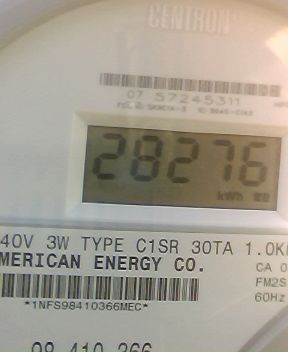 CENTRON®
07 57245311
28276
kWh
40V 3W TYPE C1SR 30TA 1.0K
MERICAN ENERGY CO.
CA 0
FM2S
60Hz
*1NFS98410366MEC*
98 410 366